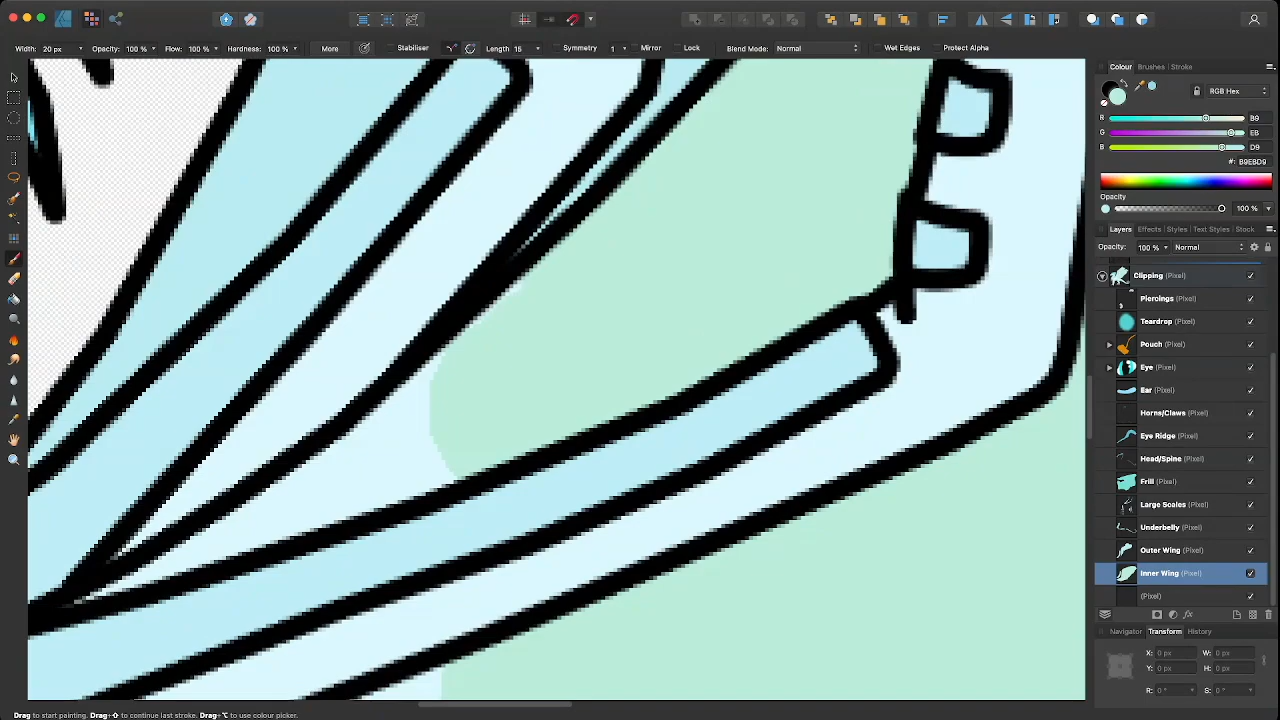 Width: 20 px Opacity: 100 % Flow: 100 % Hardness: 100 % More Stabiliser Length 15 Symmetry 1 Mirror Lock Blend Mode: Normal Wet Edges Protect Alpha
Colour Brushes Stroke
RGB Hex
R B9
G EB
B D9
#: B9EBD9
Opacity
100 %
Layers Effects Styles Text Styles Stock
Opacity: 100 % Normal
Clipping (Pixel)
Piercings (Pixel)
Teardrop (Pixel)
Pouch (Pixel)
Eye (Pixel)
Ear (Pixel)
Horns/Claws (Pixel)
Eye Ridge (Pixel)
Head/Spine (Pixel)
Frill (Pixel)
Large Scales (Pixel)
Underbelly (Pixel)
Outer Wing (Pixel)
Inner Wing (Pixel)
(Pixel)
fx
Navigator Transform History
X: 0 px W: 0 px
Y: 0 px H: 0 px
R: 0 ° S: 0 °
Drag to start painting. Drag+⇧ to continue last stroke. Drag+⌥ to use colour picker.